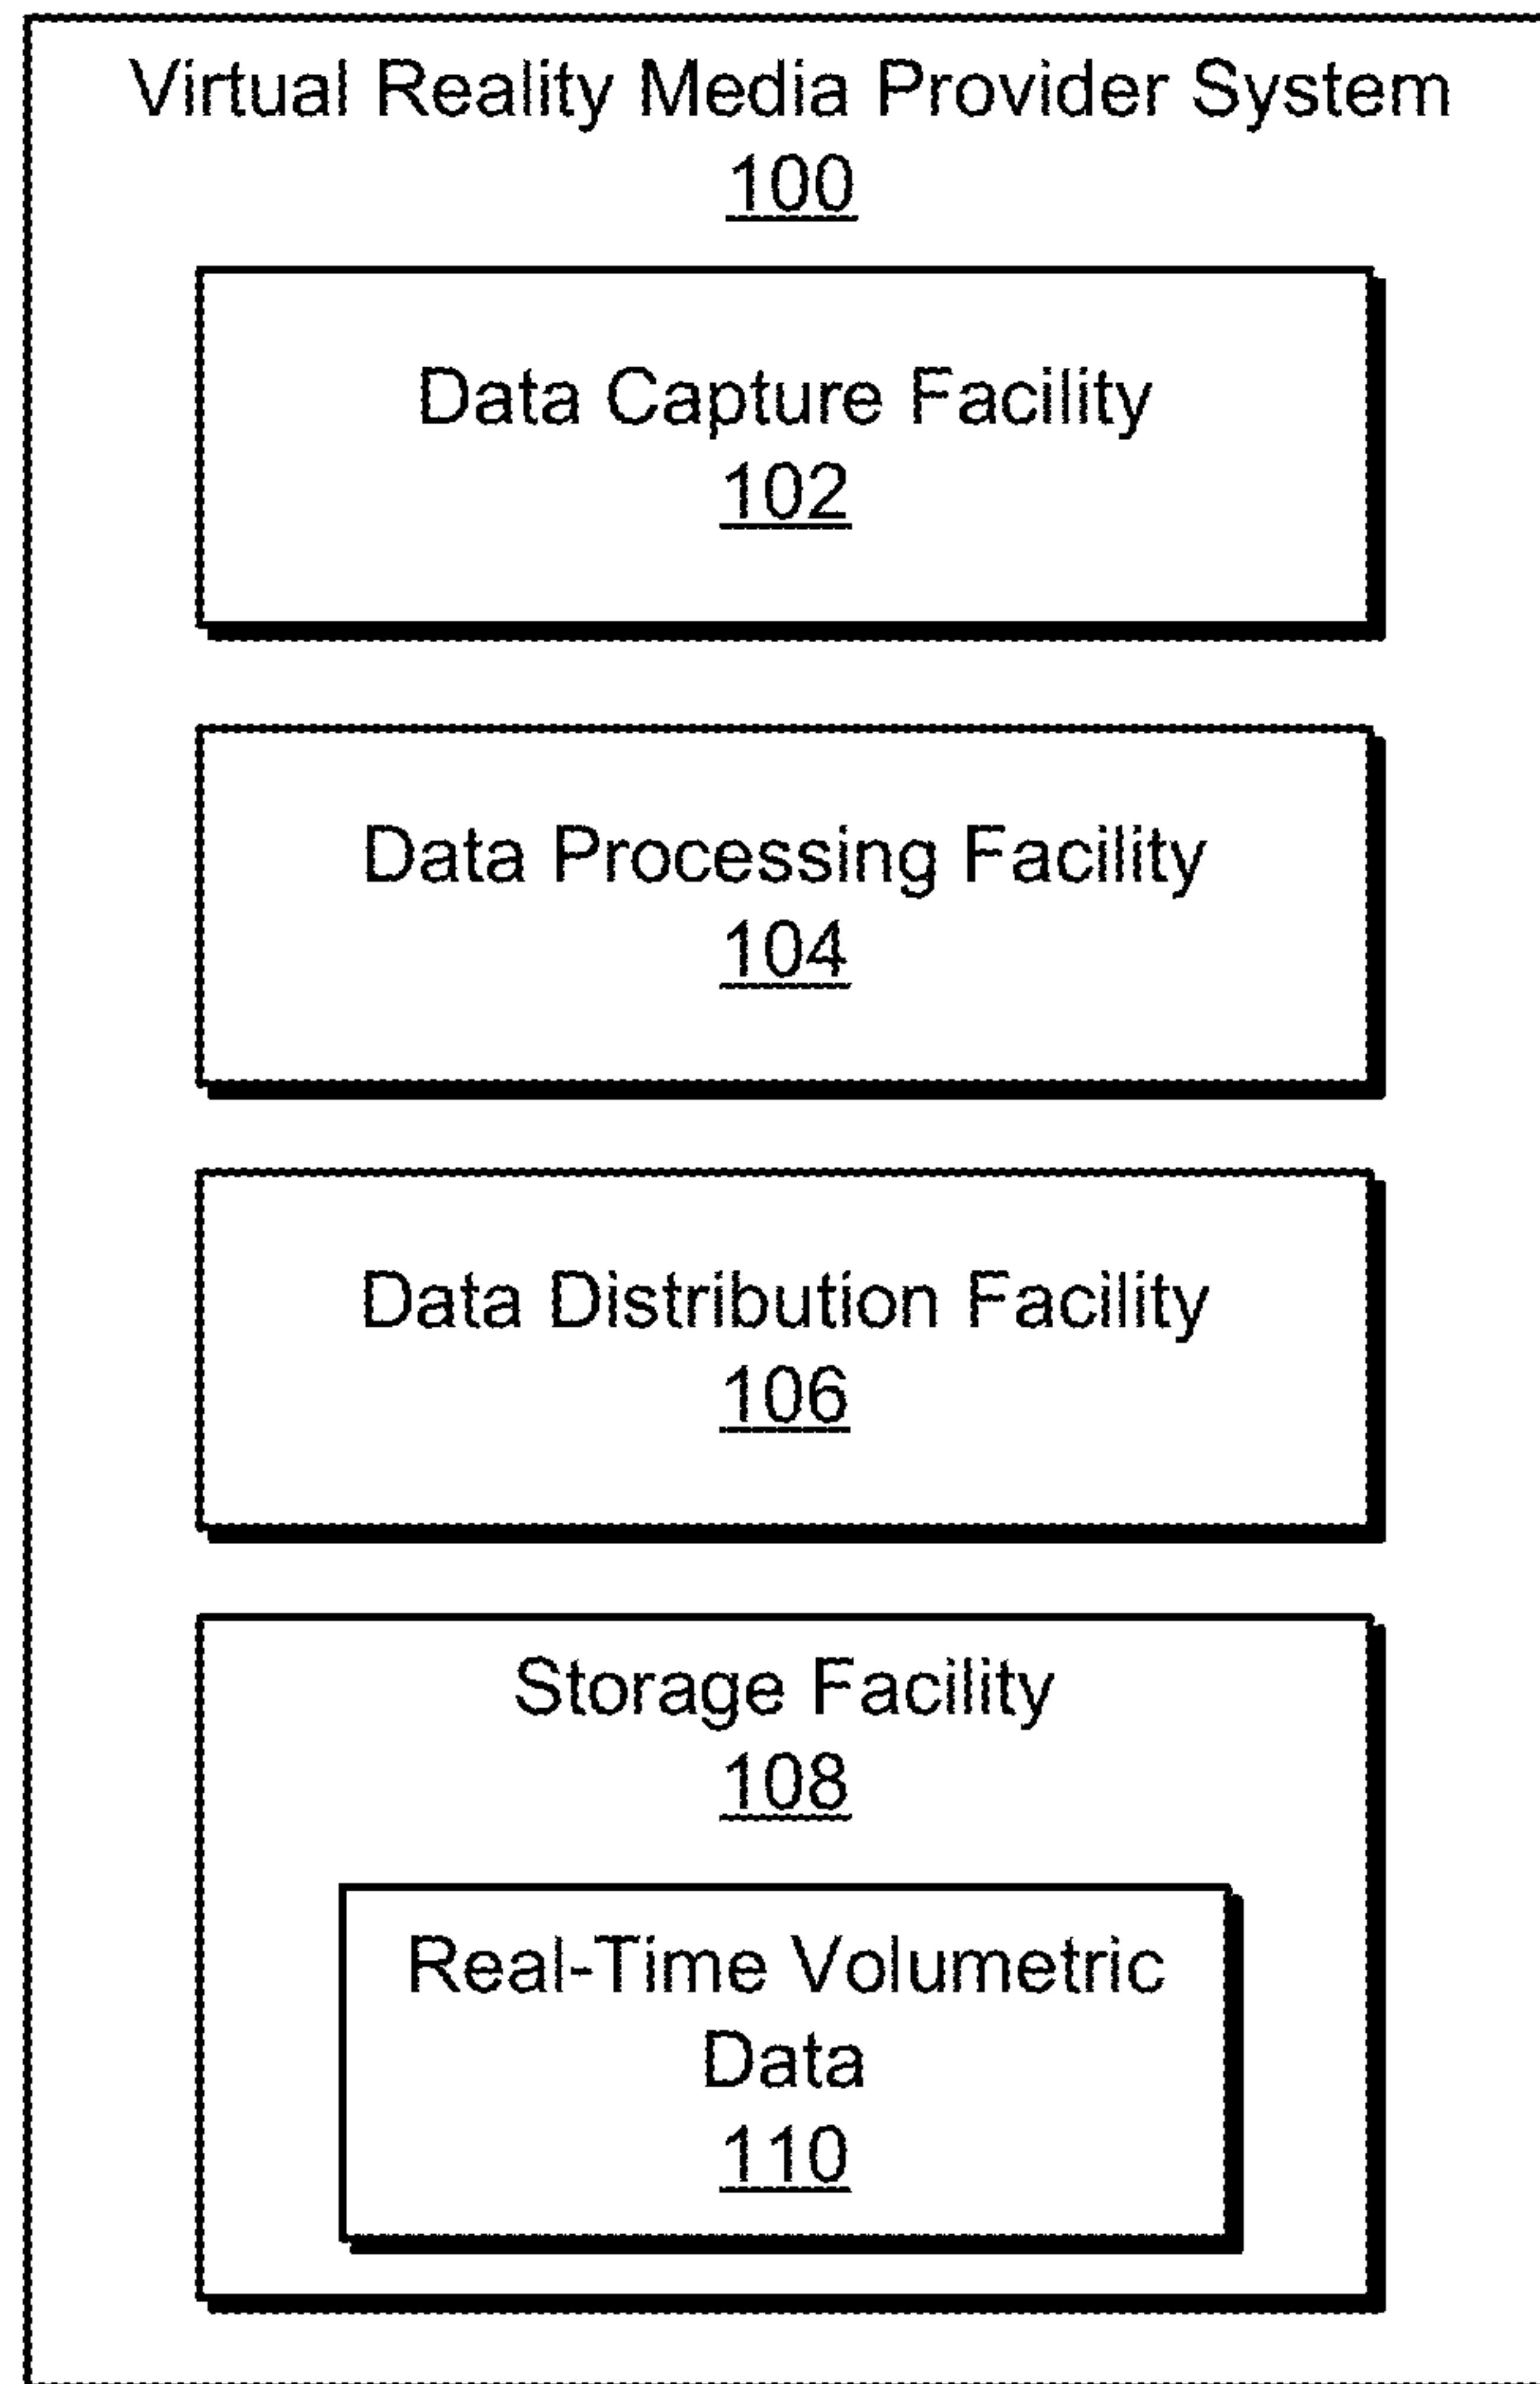 Virtual Reality Media Provider System
100
Data Capture Facility
102
Data Processing Facility
104
Data Distribution Facility
106
Storage Facility
108
Real-Time Volumetric
Data
110